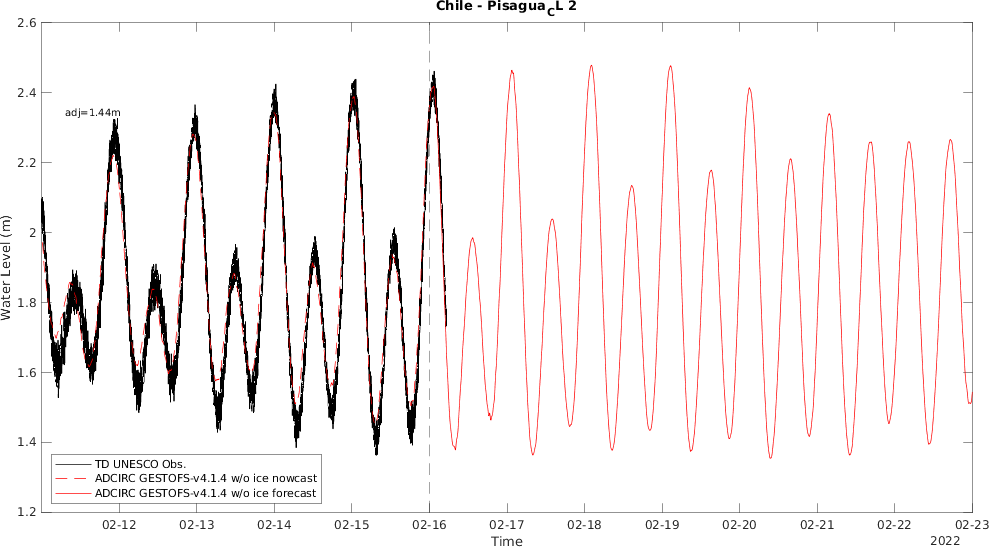 Chile - Pisagua_CL 2
2.6
2.4
2.2
2
1.8
1.6
1.4
1.2
Water Level (m)
adj=1.44m
TD UNESCO Obs.
ADCIRC GESTOFS-v4.1.4 w/o ice nowcast
ADCIRC GESTOFS-v4.1.4 w/o ice forecast
02-12 02-13 02-14 02-15 02-16 02-17 02-18 02-19 02-20 02-21 02-22 02-23
Time
2022